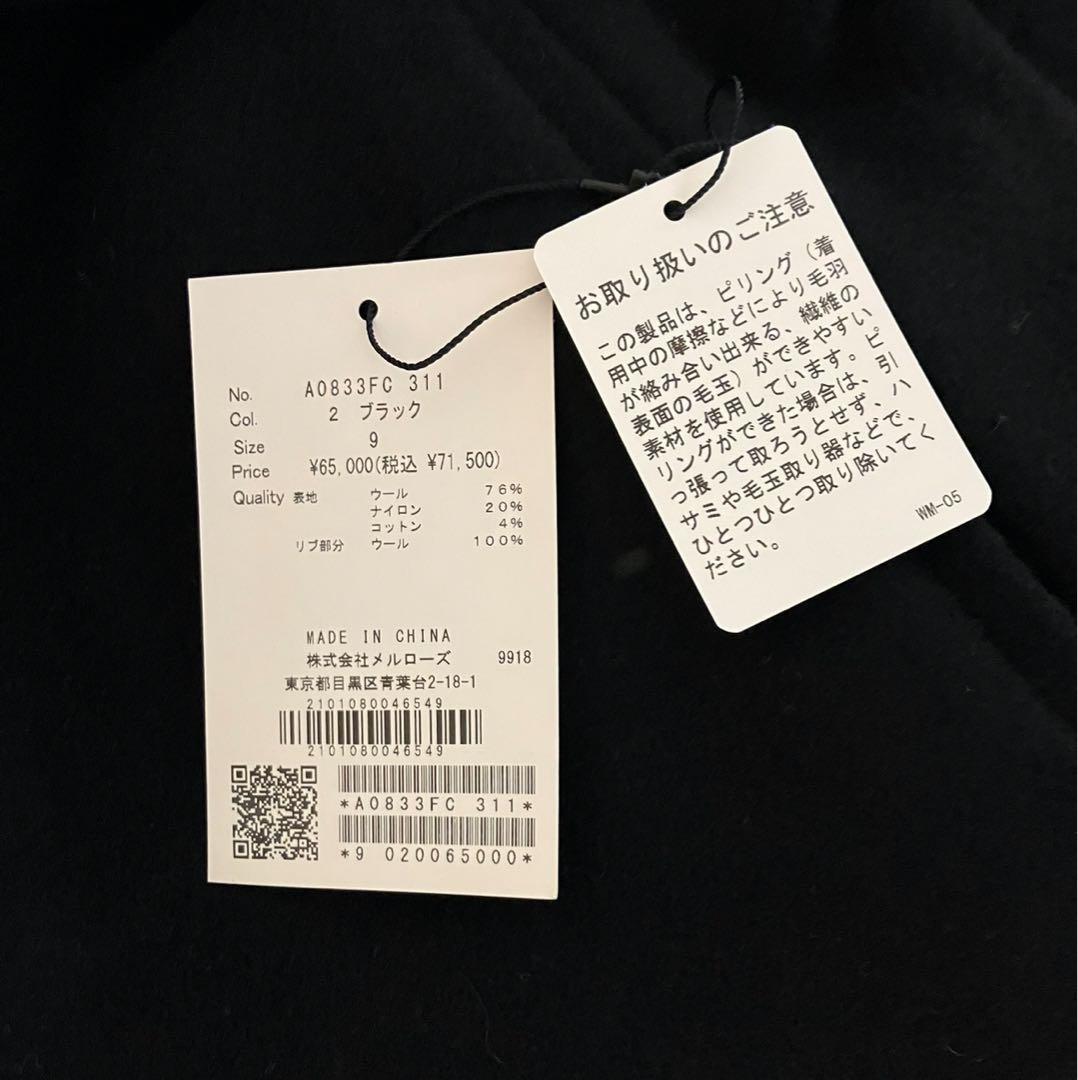 No. A0833FC 311
Col. 2 ブラック
Size 9
Price ¥65,000(税込 ¥71,500)
Quality 表地 ウール 76%
ナイロン 20%
コットン 4%
リブ部分 ウール 100%
MADE IN CHINA
株式会社メルローズ 9918
東京都目黒区青葉台2-18-1
2101080046549
2101080046549
*A0833FC 311*
*9 020065000*
お取り扱いのご注意
この製品は、ピリング（着
用中の摩擦などにより毛羽
が絡み合い出来る、繊維の
表面の毛玉）ができやすい
素材を使用しています。ピ
リングができた場合は、引
っ張って取ろうとせず、ハ
サミや毛玉取り器などで、
ひとつひとつ取り除いてく
ださい。
WM-05